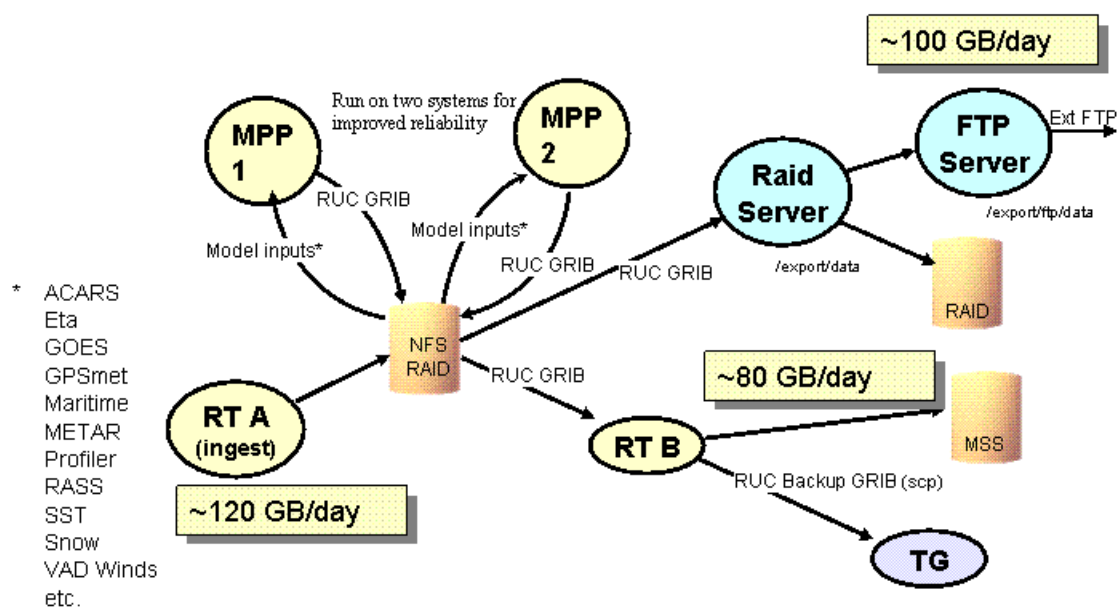 ~100 GB/day
Run on two systems for
improved reliability
MPP
1
MPP
2
FTP
Server
Ext FTP
Raid
Server
RUC GRIB
Model inputs*
Model inputs*
RUC GRIB
RUC GRIB
/export/ftp/data
/export/data
RAID
* ACARS
Eta
GOES
GPSmet
Maritime
METAR
Profiler
RASS
SST
Snow
VAD Winds
etc.
NFS
RAID
RUC GRIB
~80 GB/day
RT A
(ingest)
RT B
MSS
RUC Backup GRIB (scp)
~120 GB/day
TG